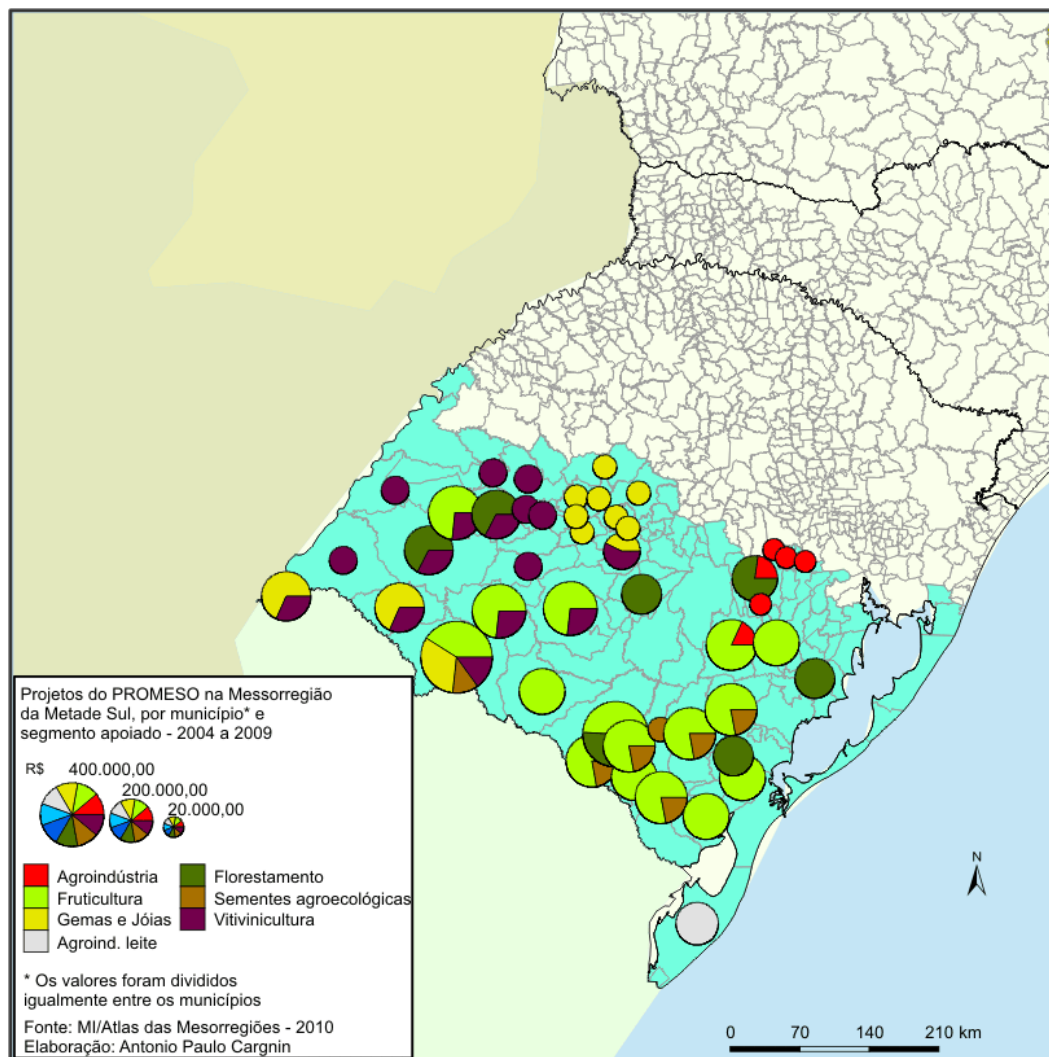 Projetos do PROMESO na Messorregião
da Metade Sul, por município* e
segmento apoiado - 2004 a 2009
R$
400.000,00
200.000,00
20.000,00
Agroindústria
Fruticultura
Gemas e Jóias
Agroind. leite
Florestamento
Sementes agroecológicas
Vitivinicultura
* Os valores foram divididos
igualmente entre os municípios
Fonte: MI/Atlas das Mesorregiões - 2010
Elaboração: Antonio Paulo Cargnin
N
0 70 140 210 km